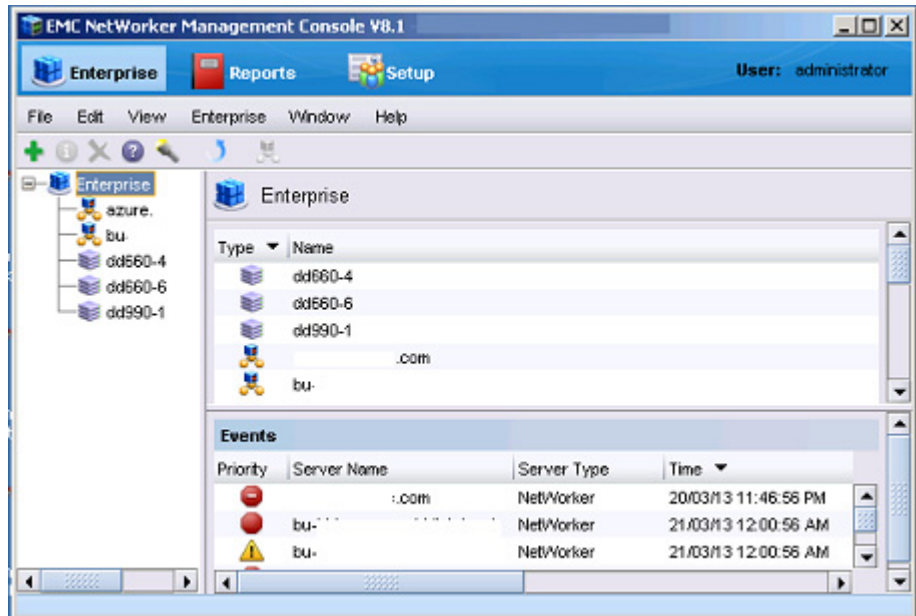 EMC NetWorker Management Console V8.1
Enterprise Reports Setup User: administrator
File Edit View Enterprise Window Help
Enterprise
azure.
bu-
dd660-4
dd660-6
dd990-1
Enterprise
Type Name
dd660-4
dd660-6
dd990-1
.com
bu-
Events
Priority Server Name Server Type Time
:.com NetWorker 20/03/13 11:46:56 PM
bu- NetWorker 21/03/13 12:00:56 AM
bu- NetWorker 21/03/13 12:00:56 AM